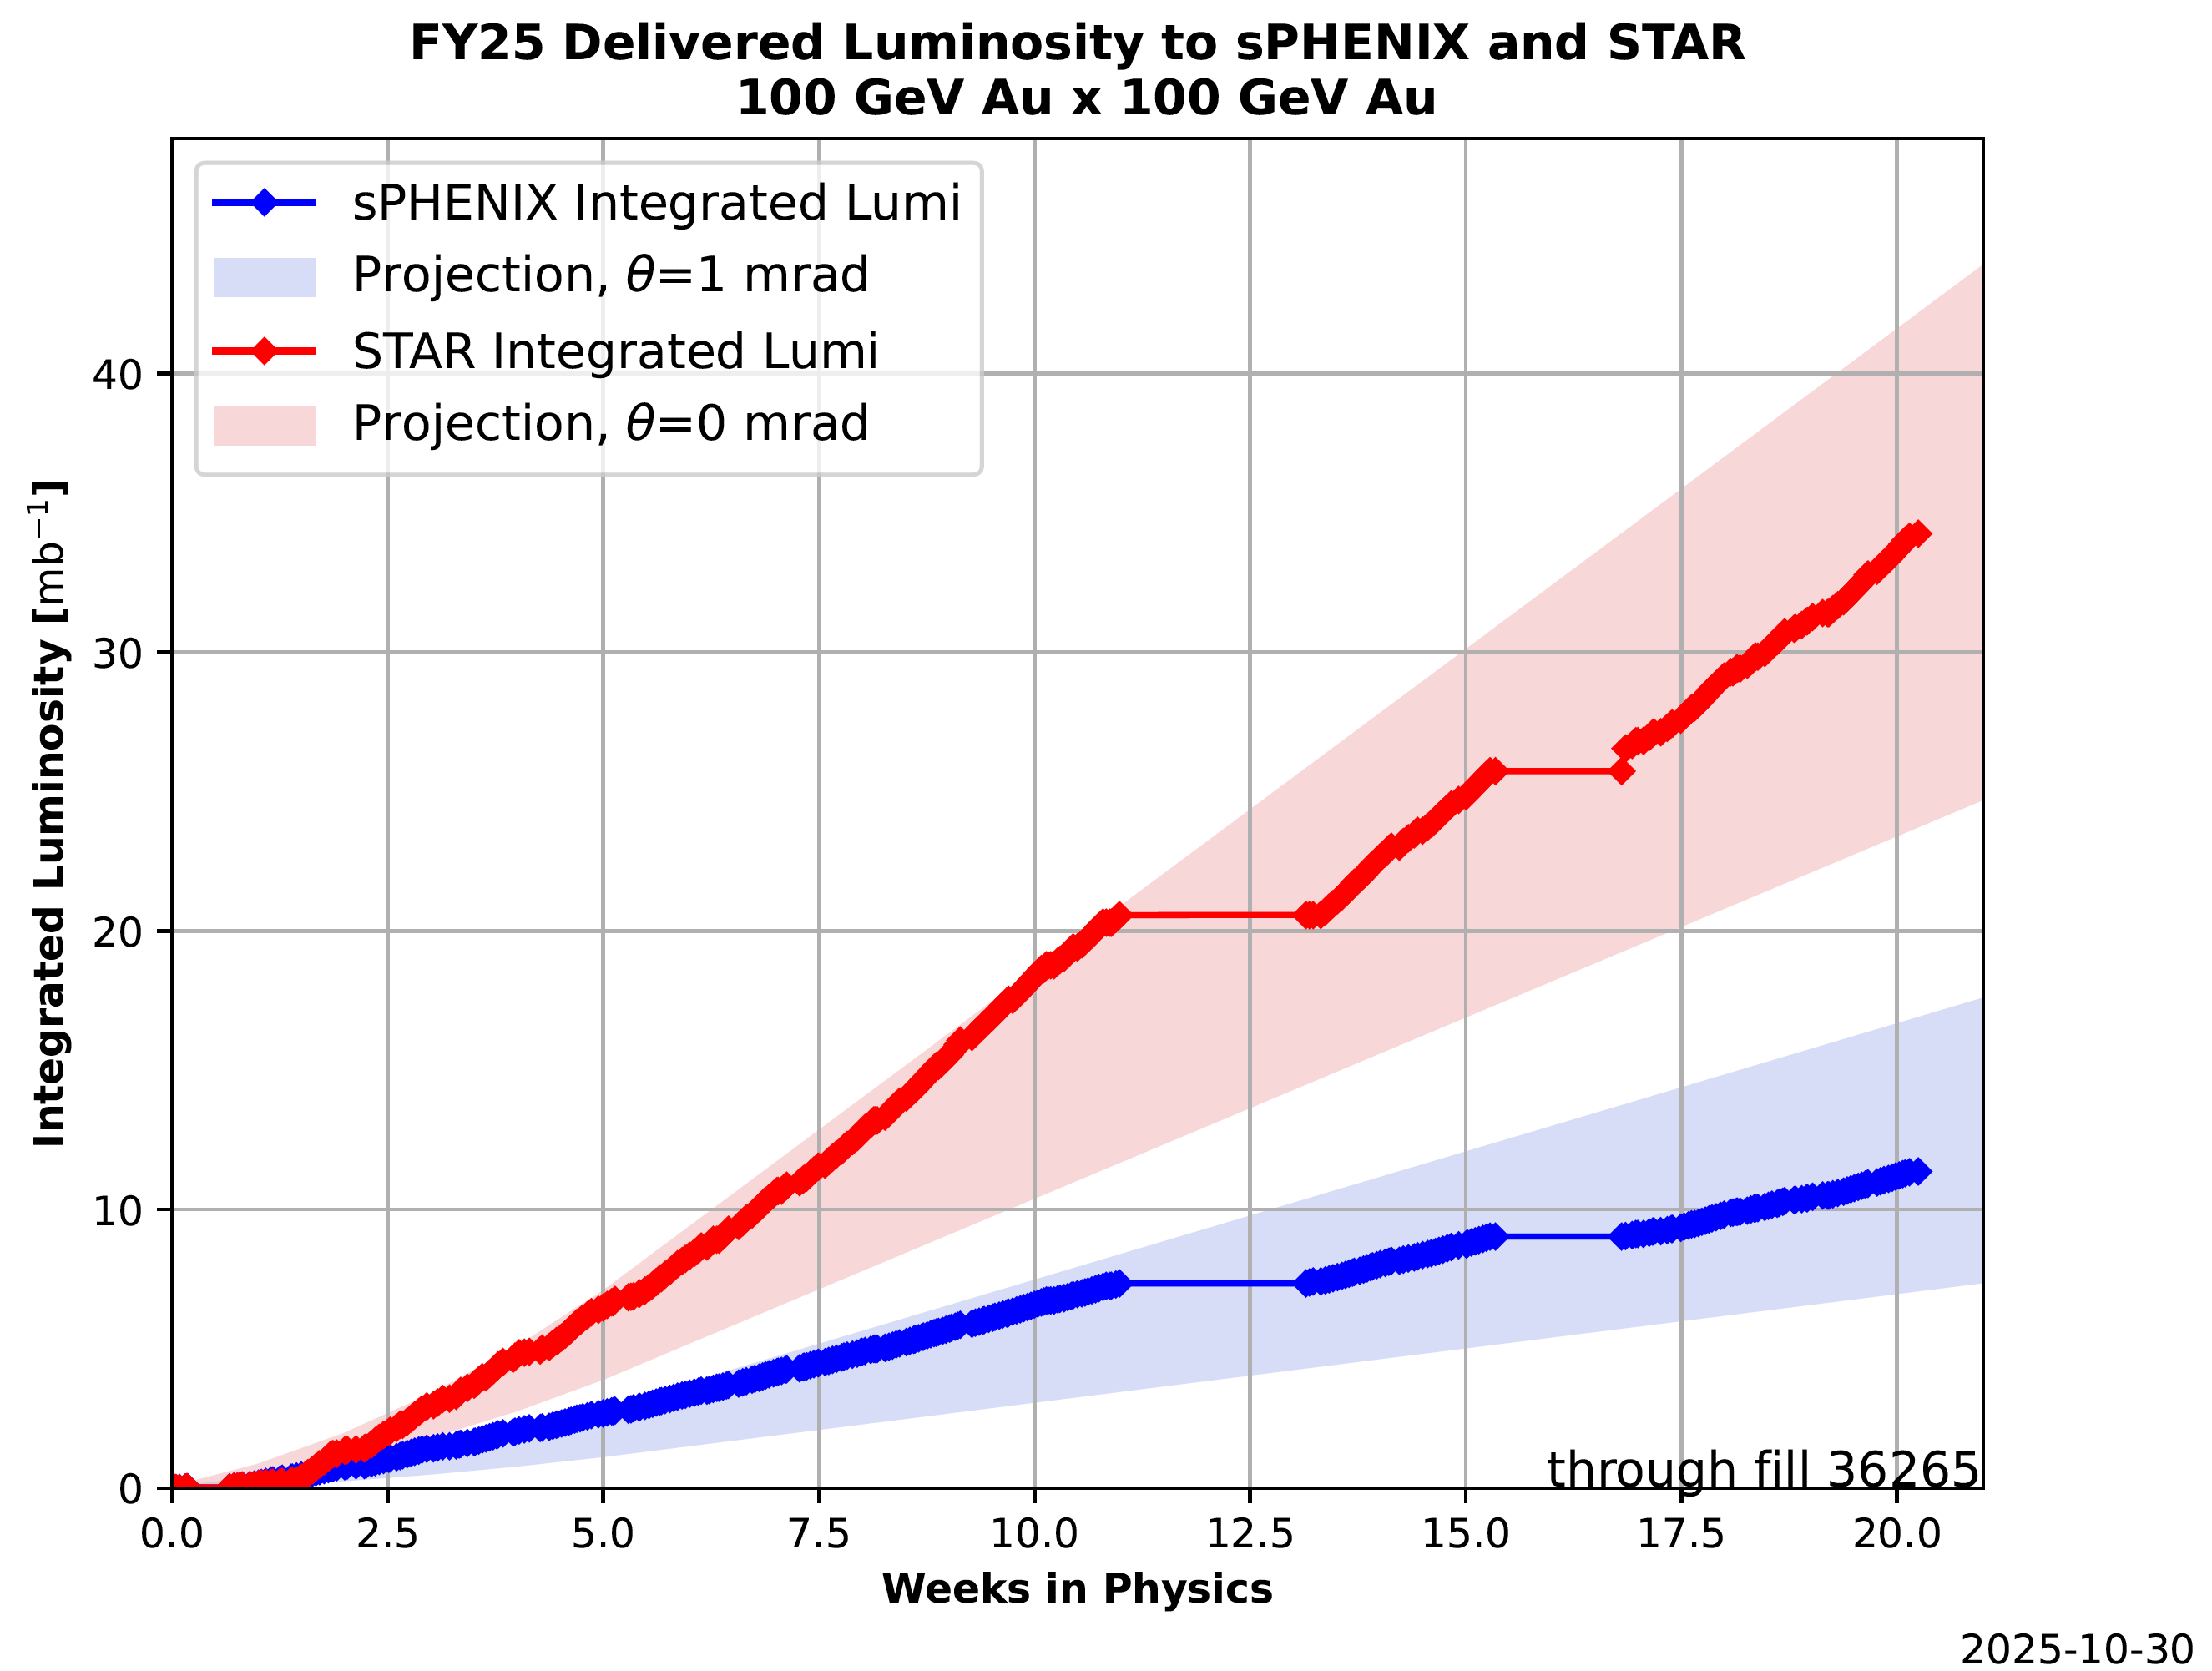 FY25 Delivered Luminosity to sPHENIX and STAR
100 GeV Au x 100 GeV Au
sPHENIX Integrated Lumi
Projection, θ=1 mrad
STAR Integrated Lumi
Projection, θ=0 mrad
Integrated Luminosity [mb⁻¹]
40
30
20
10
0
through fill 36265
0.0 2.5 5.0 7.5 10.0 12.5 15.0 17.5 20.0
Weeks in Physics
2025-10-30